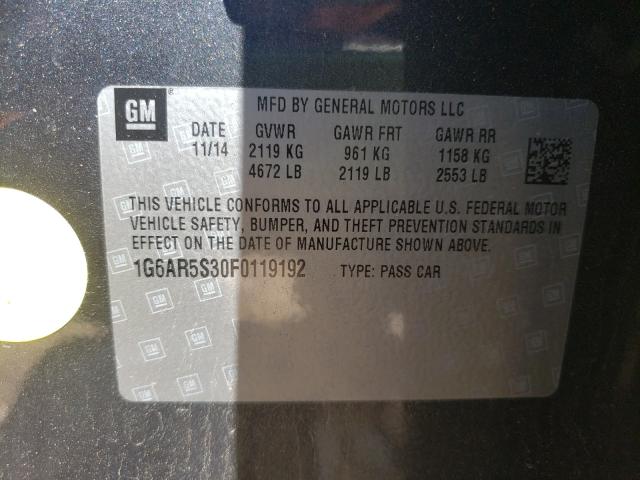 GM ®
MFD BY GENERAL MOTORS LLC
DATE GVWR GAWR FRT GAWR RR
11/14 2119 KG 961 KG 1158 KG
4672 LB 2119 LB 2553 LB
THIS VEHICLE CONFORMS TO ALL APPLICABLE U.S. FEDERAL MOTOR
VEHICLE SAFETY, BUMPER, AND THEFT PREVENTION STANDARDS IN
EFFECT ON THE DATE OF MANUFACTURE SHOWN ABOVE.
1G6AR5S30F0119192 TYPE: PASS CAR